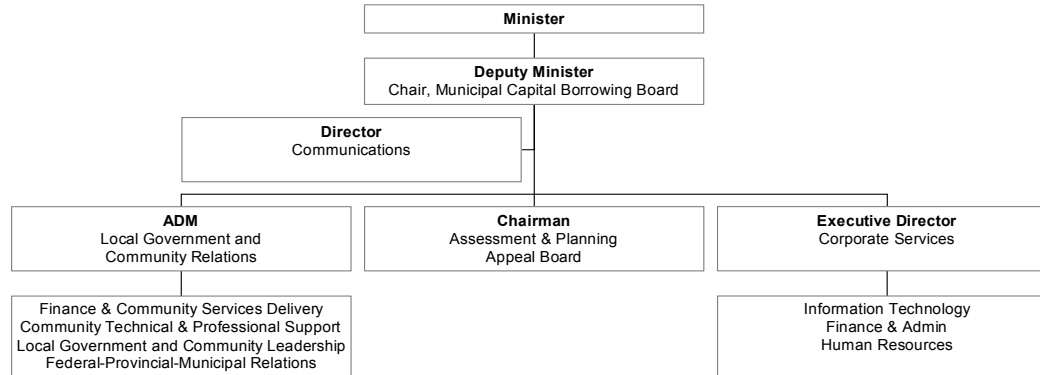 Minister
Deputy Minister
Chair, Municipal Capital Borrowing Board
Director
Communications
ADM
Local Government and
Community Relations
Chairman
Assessment & Planning
Appeal Board
Executive Director
Corporate Services
Finance & Community Services Delivery
Community Technical & Professional Support
Local Government and Community Leadership
Federal-Provincial-Municipal Relations
Information Technology
Finance & Admin
Human Resources